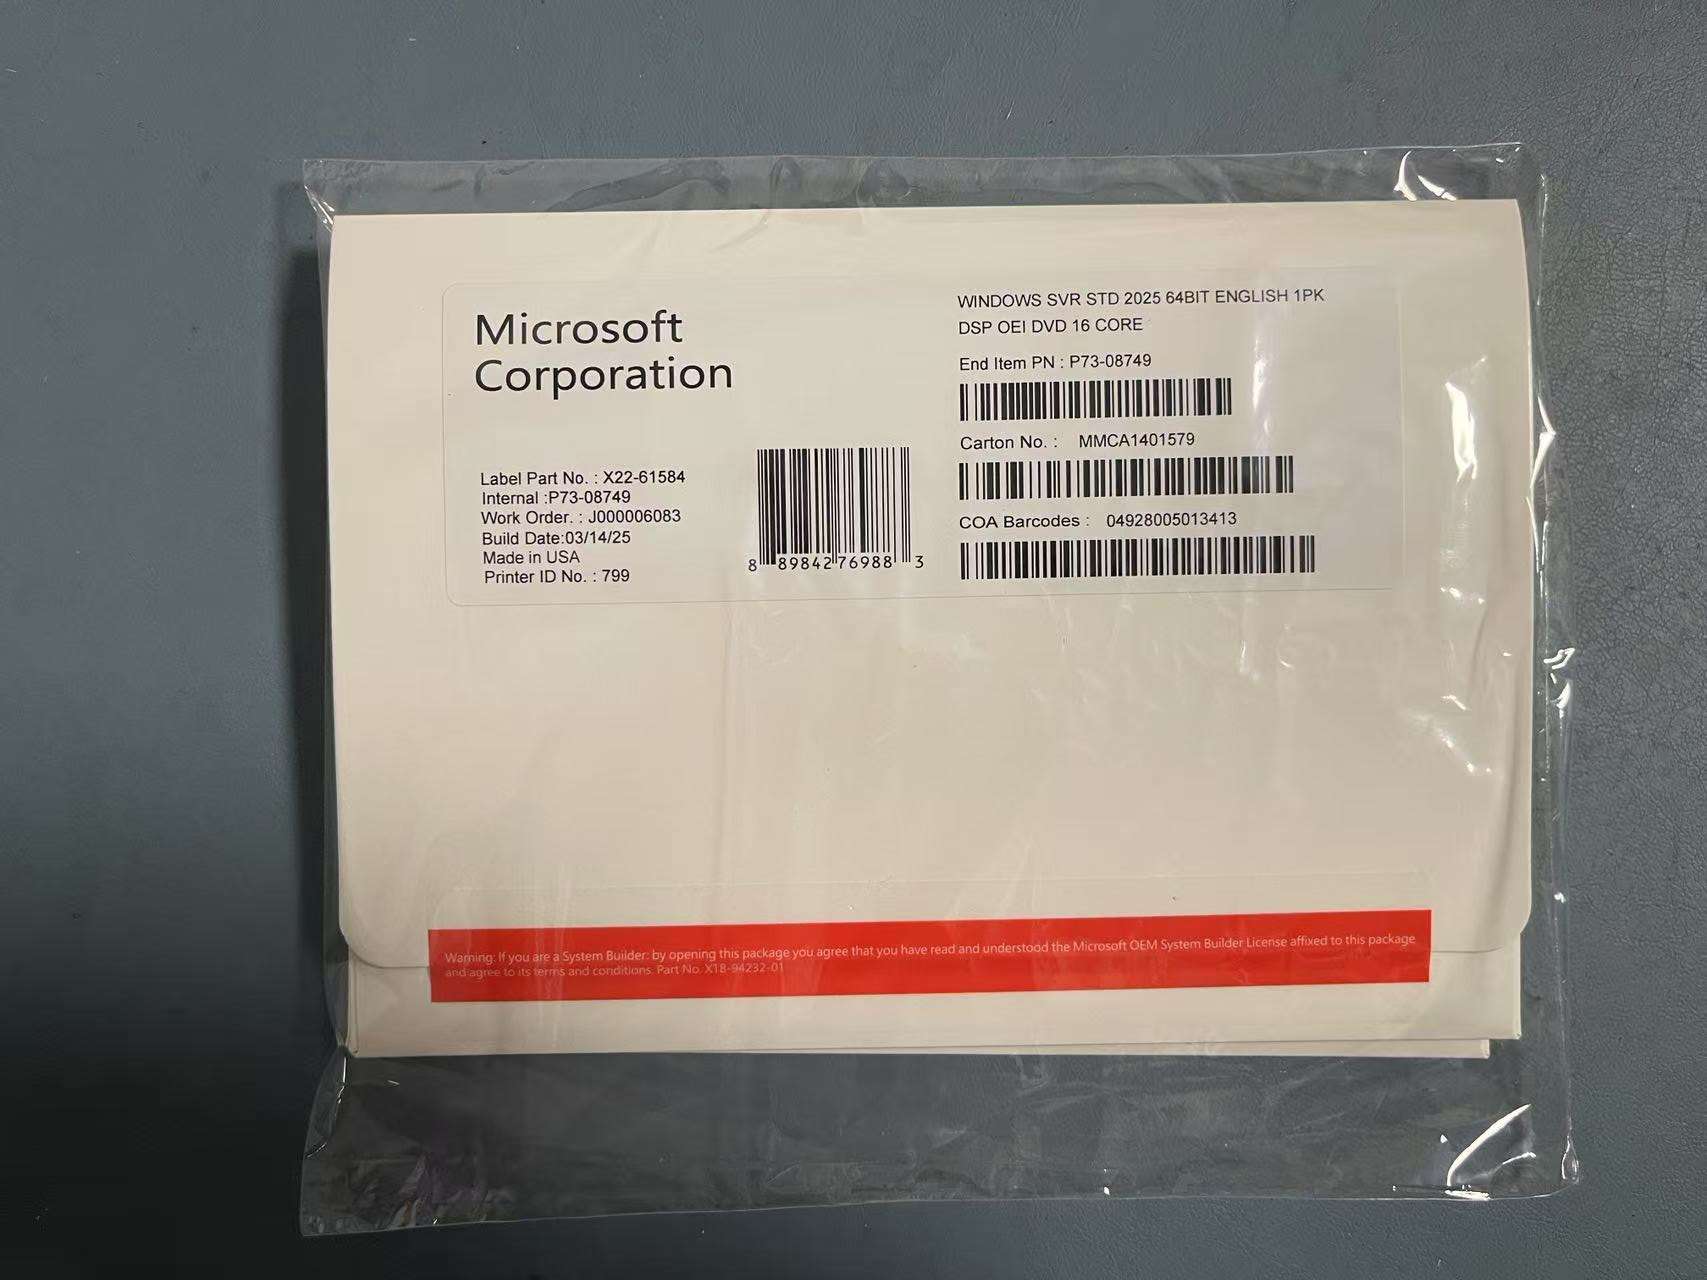 Microsoft
Corporation
Label Part No. : X22-61584
Internal :P73-08749
Work Order. : J000006083
Build Date:03/14/25
Made in USA
Printer ID No. : 799
8 89842 76988 3
WINDOWS SVR STD 2025 64BIT ENGLISH 1PK
DSP OEI DVD 16 CORE
End Item PN : P73-08749
Carton No. : MMCA1401579
COA Barcodes : 04928005013413
Warning: If you are a System Builder: by opening this package you agree that you have read and understood the Microsoft OEM System Builder License affixed to this package
and agree to its terms and conditions. Part No. X18-94232-01